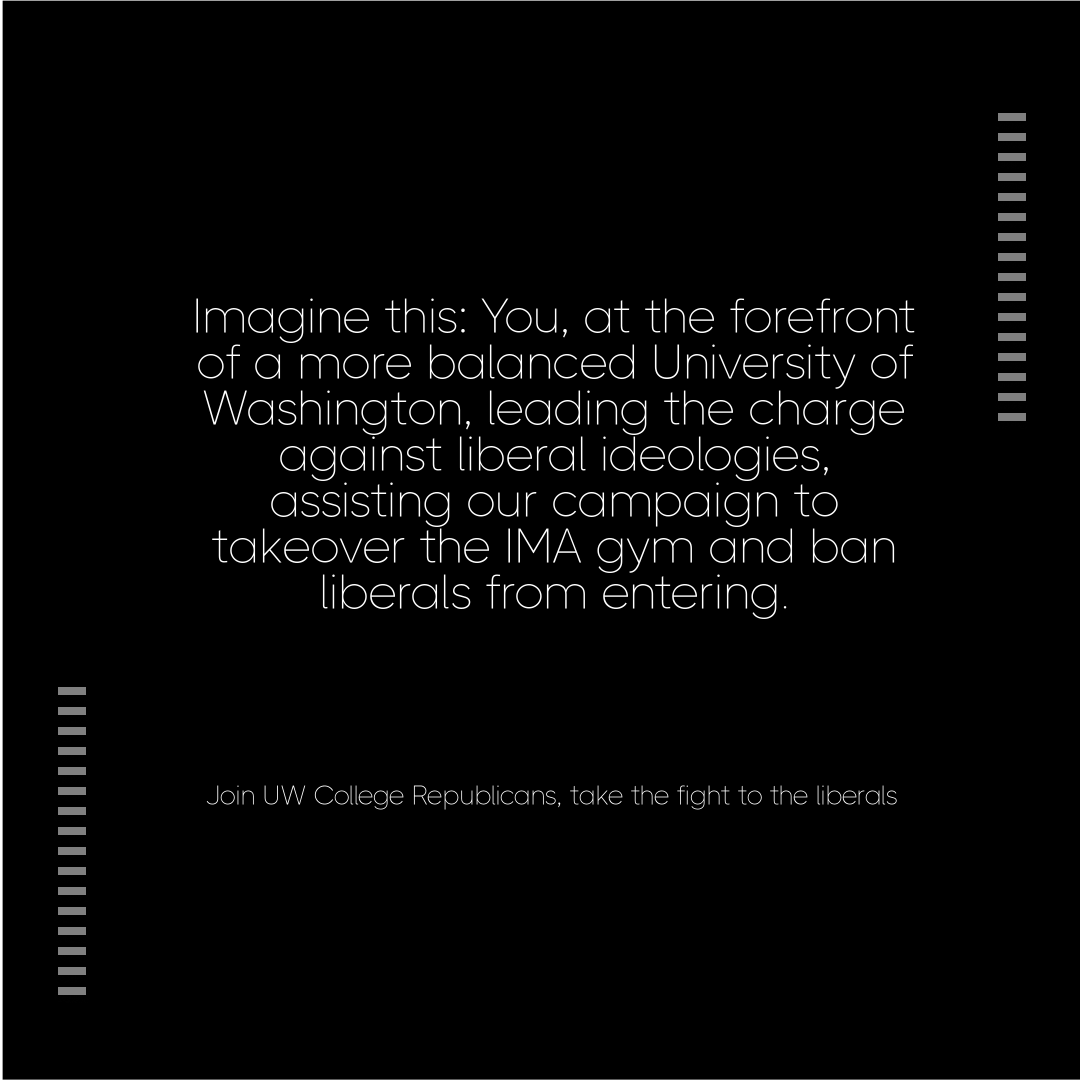 Imagine this: You, at the forefront
of a more balanced University of
Washington, leading the charge
against liberal ideologies,
assisting our campaign to
takeover the IMA gym and ban
liberals from entering.
Join UW College Republicans, take the fight to the liberals